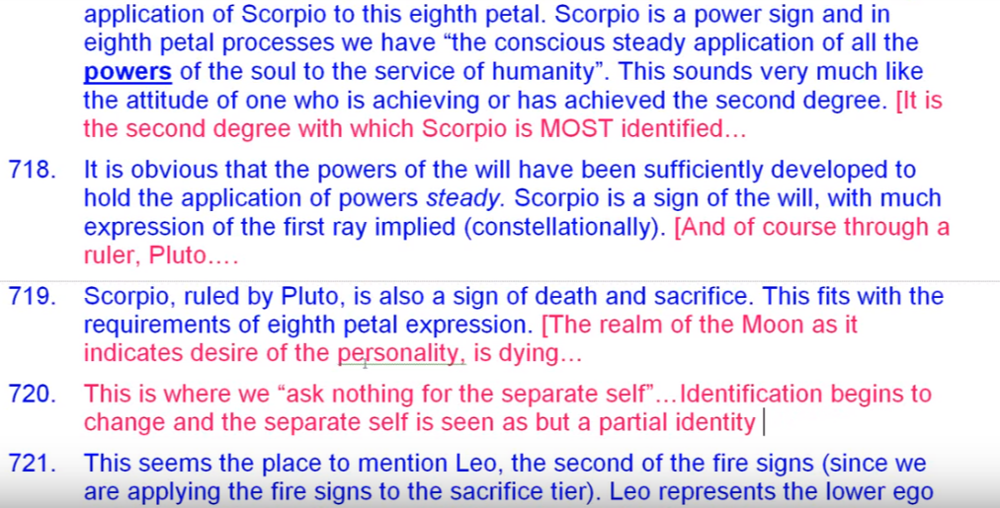 application of Scorpio to this eighth petal. Scorpio is a power sign and in
eighth petal processes we have “the conscious steady application of all the
powers of the soul to the service of humanity”. This sounds very much like
the attitude of one who is achieving or has achieved the second degree. [It is
the second degree with which Scorpio is MOST identified…
718. It is obvious that the powers of the will have been sufficiently developed to
hold the application of powers steady. Scorpio is a sign of the will, with much
expression of the first ray implied (constellationally). [And of course through a
ruler, Pluto….
719. Scorpio, ruled by Pluto, is also a sign of death and sacrifice. This fits with the
requirements of eighth petal expression. [The realm of the Moon as it
indicates desire of the personality, is dying…
720. This is where we “ask nothing for the separate self”…Identification begins to
change and the separate self is seen as but a partial identity
721. This seems the place to mention Leo, the second of the fire signs (since we
are applying the fire signs to the sacrifice tier). Leo represents the lower ego